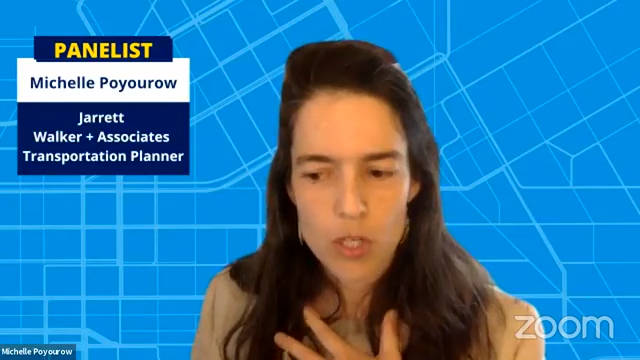 PANELIST
Michelle Poyourow
Jarrett
Walker + Associates
Transportation Planner
zoom
Michelle Poyourow